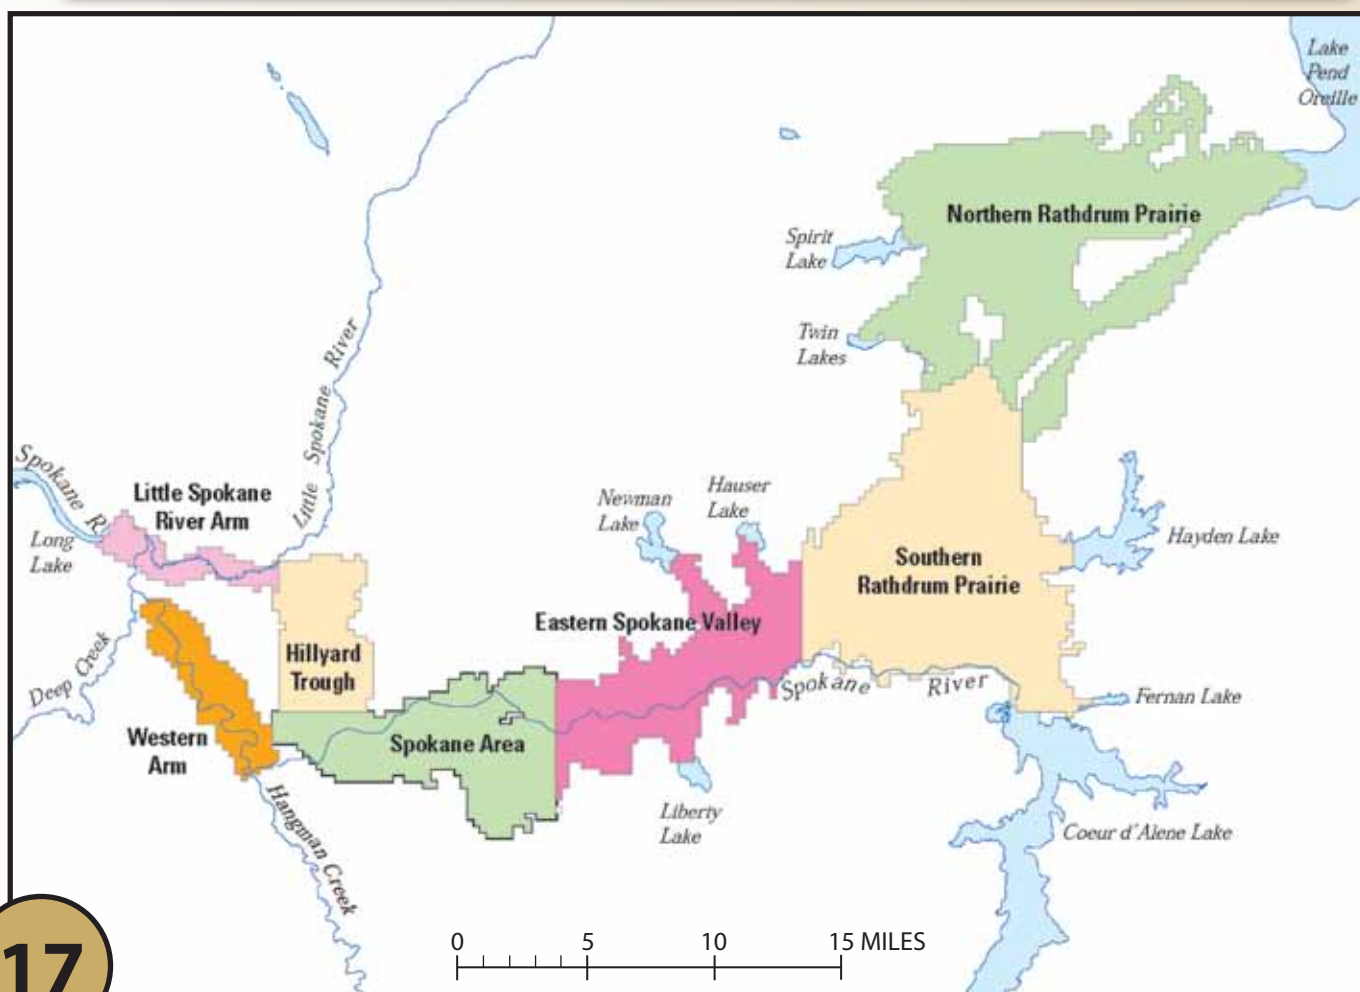 Lake
Pend
Oreille
Northern Rathdrum Prairie
Spirit
Lake
Twin
Lakes
Little Spokane River
Spokane R.
Little Spokane
River Arm
Long
Lake
Newman
Lake
Hauser
Lake
Hayden Lake
Southern
Rathdrum Prairie
Eastern Spokane Valley
Hillyard
Trough
Deep Creek
Spokane River
Fernan Lake
Western
Arm
Spokane Area
Hangman Creek
Liberty
Lake
Coeur d'Alene Lake
0 5 10 15 MILES
17